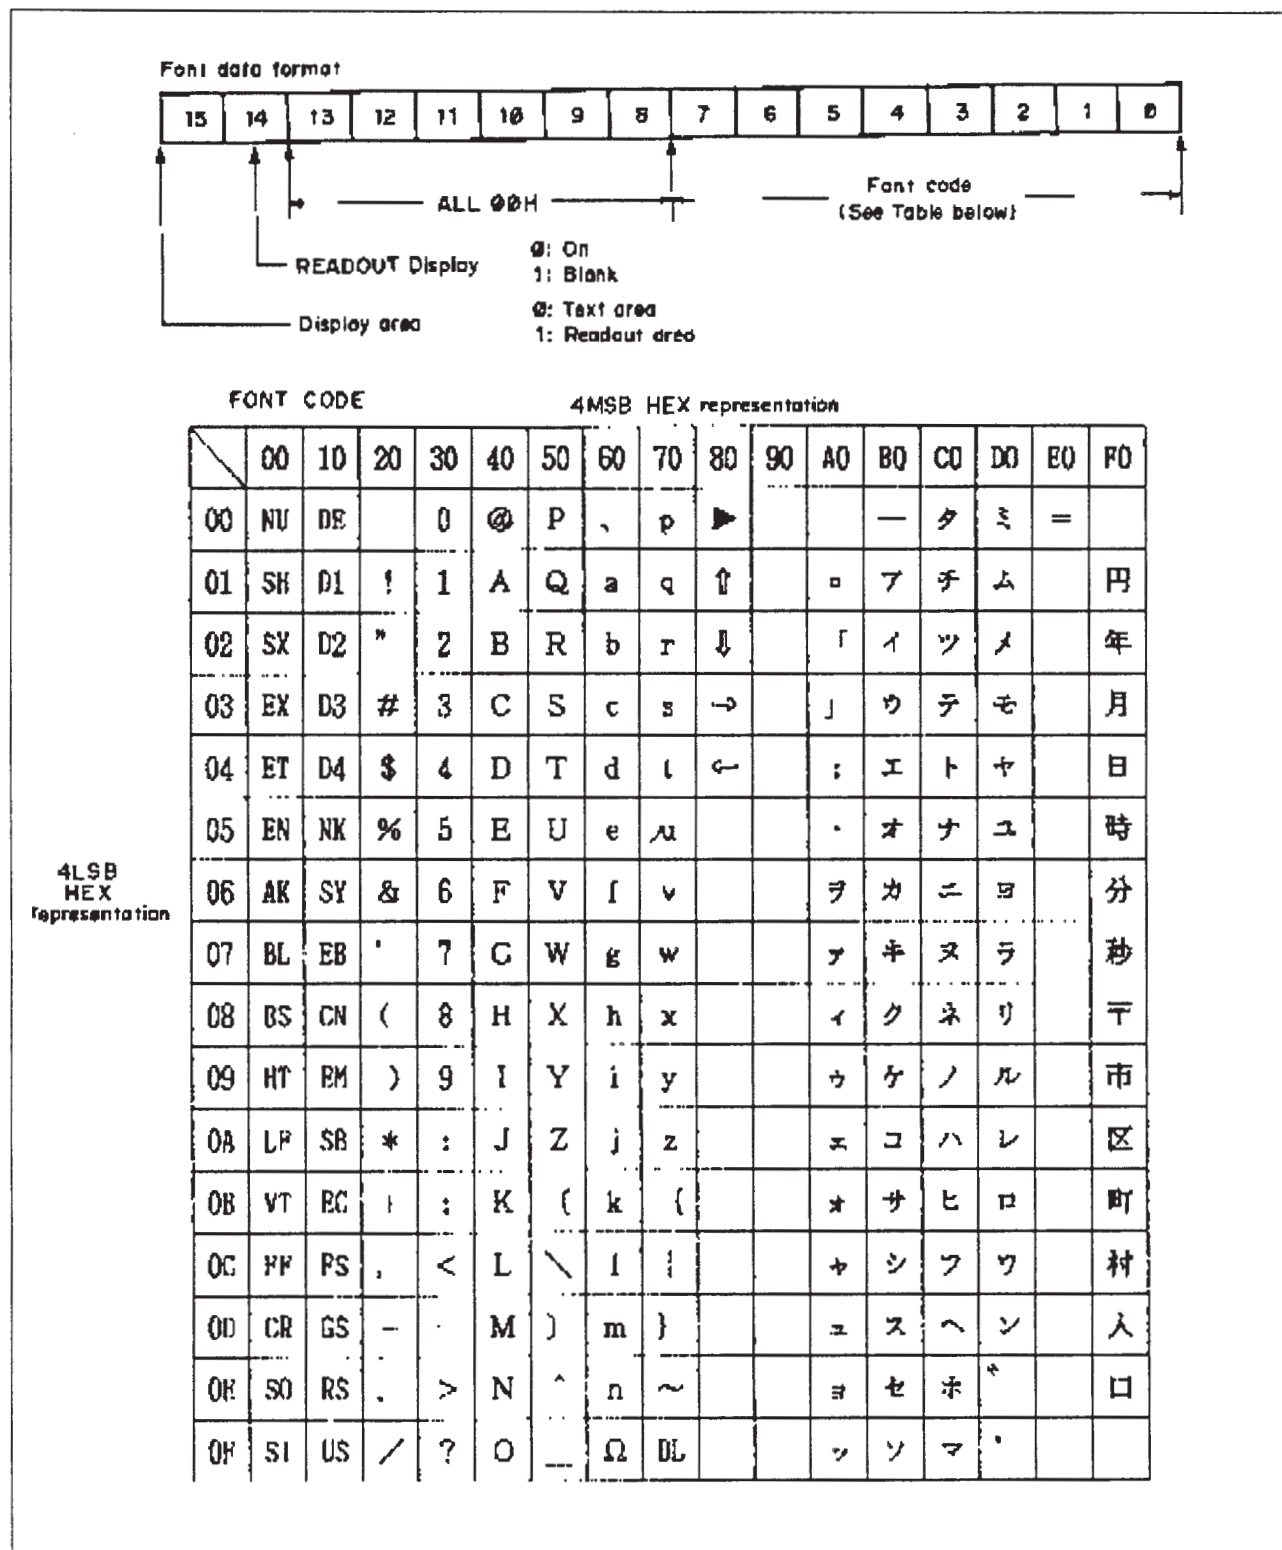 Font data format
15 14 13 12 11 10 9 8 7 6 5 4 3 2 1 0
ALL 00H
Font code
(See Table below)
READOUT Display
0: On
1: Blank
Display area
0: Text area
1: Readout area
FONT CODE
4MSB HEX representation
00 10 20 30 40 50 60 70 80 90 A0 B0 C0 D0 E0 F0
00 NU DE 0 @ P 、 p ▶ ー タ ミ =
01 SH D1 ! 1 A Q a q ⇧ ▫ ア チ ム 円
02 SX D2 " 2 B R b r ⇩ 「 イ ツ メ 年
03 EX D3 # 3 C S c s → 」 ウ テ モ 月
04 ET D4 $ 4 D T d t ← ; エ ト ヤ 日
05 EN NK % 5 E U e μ ・ オ ナ ユ 時
06 AK SY & 6 F V f v ヲ カ ニ ヨ 分
07 BL EB ' 7 G W g w ァ キ ヌ ラ 秒
08 BS CN ( 8 H X h x ィ ク ネ リ 〒
09 HT EM ) 9 I Y i y ゥ ケ ノ ル 市
0A LF SB * : J Z j z ェ コ ハ レ 区
0B VT EC + : K ( k { ォ サ ヒ ロ 町
0C FF FS , < L \ l ¦ ャ シ フ ワ 村
0D CR GS - M ) m } ュ ス ヘ ン 人
0E SO RS . > N ^ n ~ ョ セ ホ ゛ 口
0F SI US / ? O _ Ω DL ッ ソ マ ゜
4LSB
HEX
representation